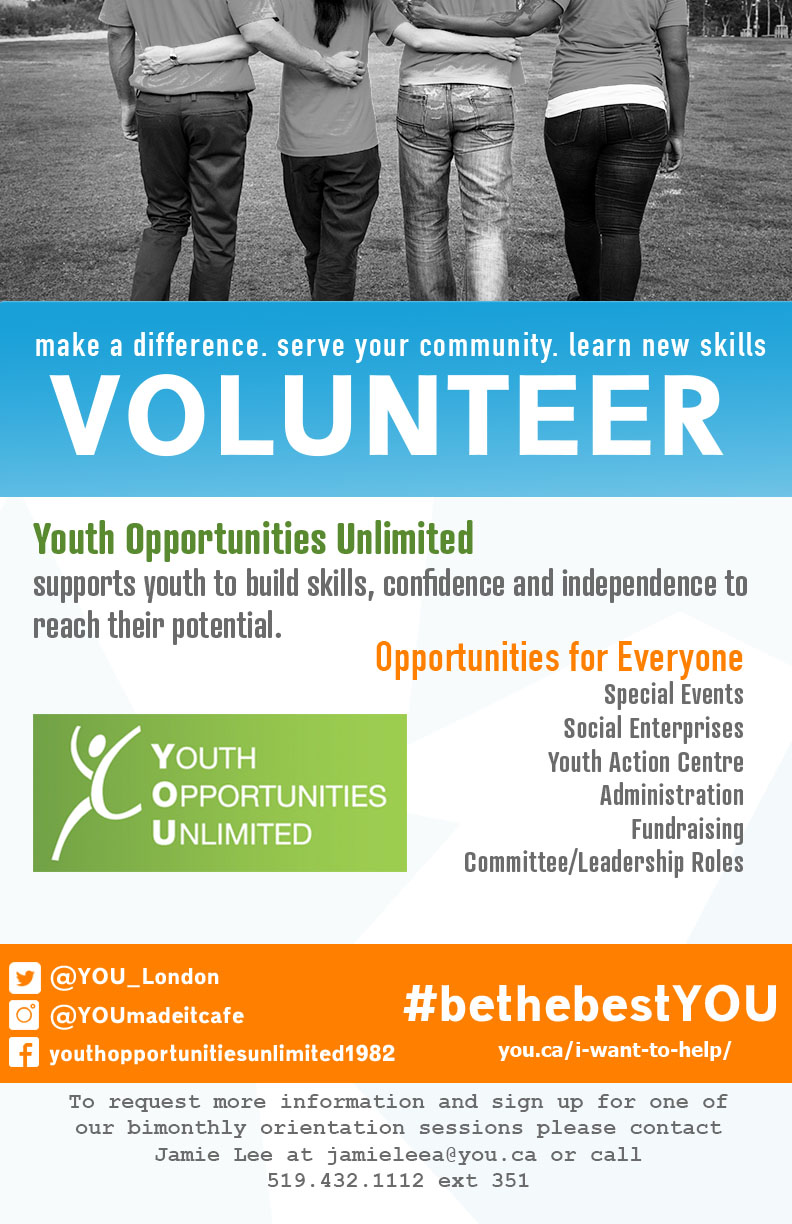 make a difference. serve your community. learn new skills
VOLUNTEER
Youth Opportunities Unlimited
supports youth to build skills, confidence and independence to
reach their potential.
Opportunities for Everyone
Special Events
Social Enterprises
Youth Action Centre
Administration
Fundraising
Committee/Leadership Roles
YOUTH
OPPORTUNITIES
UNLIMITED
@YOU_London
@YOUmadeitcafe
youthopportunitiesunlimited1982
#bethebestYOU
you.ca/i-want-to-help/
To request more information and sign up for one of
our bimonthly orientation sessions please contact
Jamie Lee at jamieleea@you.ca or call
519.432.1112 ext 351